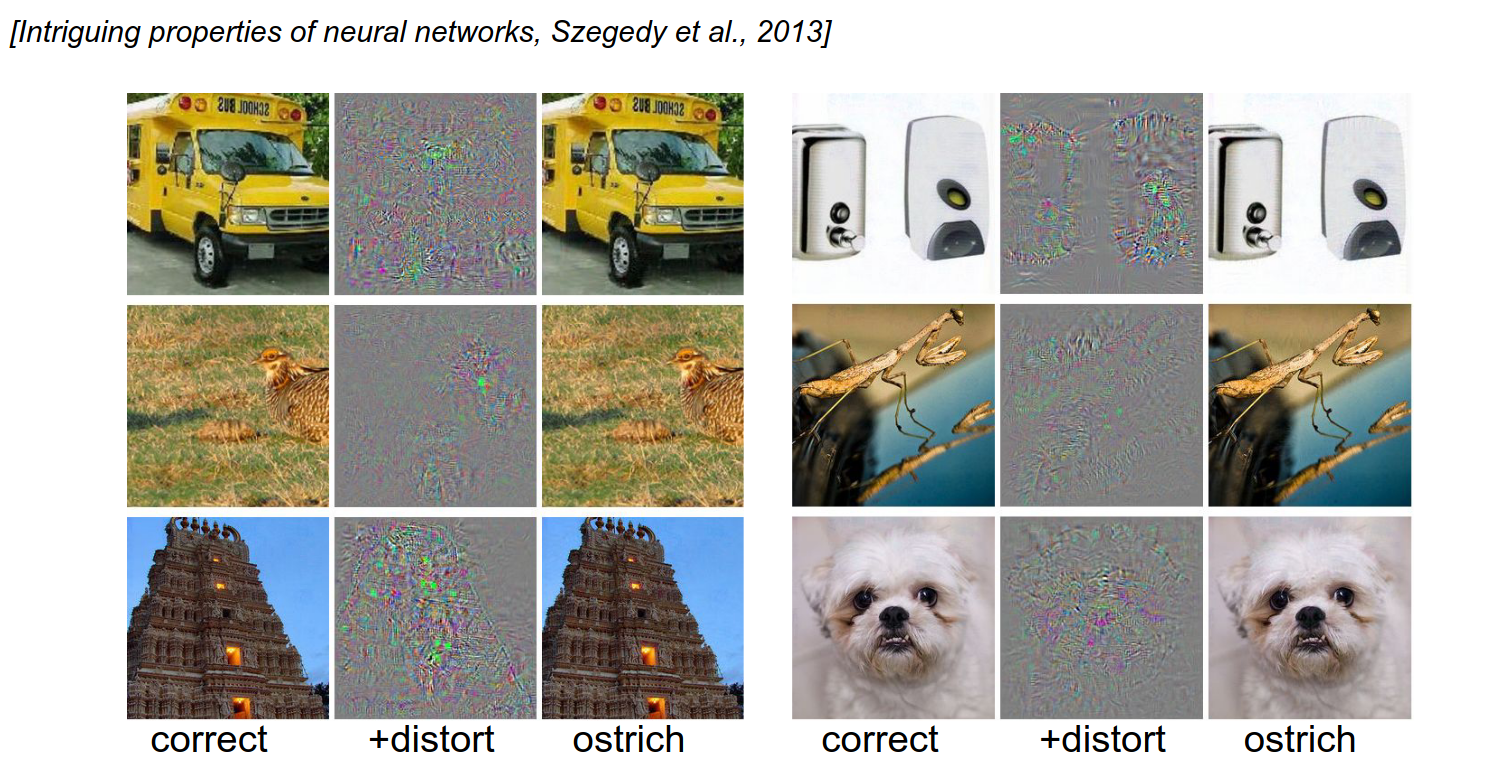 [Intriguing properties of neural networks, Szegedy et al., 2013]
SCHOOL BUS
SCHOOL BUS
correct +distort ostrich correct +distort ostrich